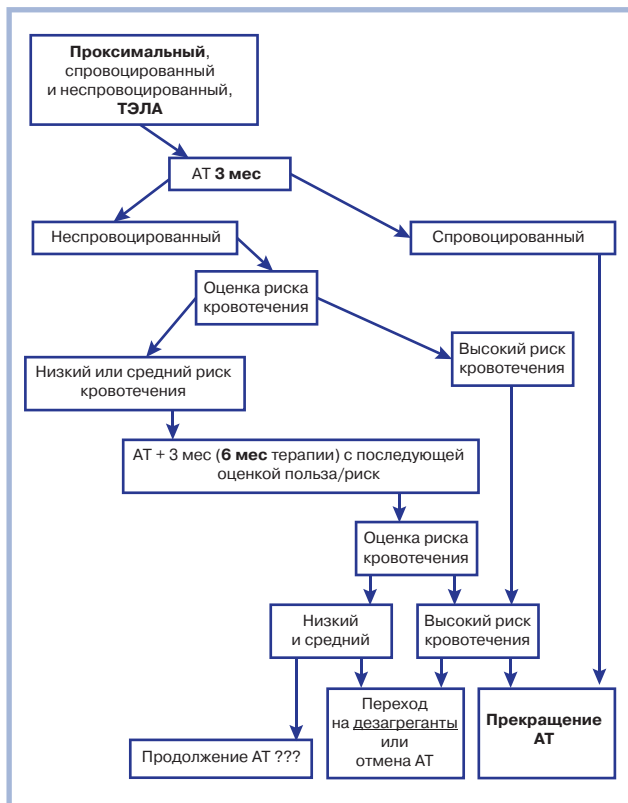 Проксимальный,
спровоцированный
и неспровоцированный,
ТЭЛА
АТ 3 мес
Неспровоцированный
Спровоцированный
Оценка риска
кровотечения
Низкий или средний риск
кровотечения
Высокий риск
кровотечения
АТ + 3 мес (6 мес терапии) с последующей
оценкой польза/риск
Оценка риска
кровотечения
Низкий
и средний
Высокий риск
кровотечения
Продолжение АТ ???
Переход
на дезагреганты
или
отмена АТ
Прекращение
АТ